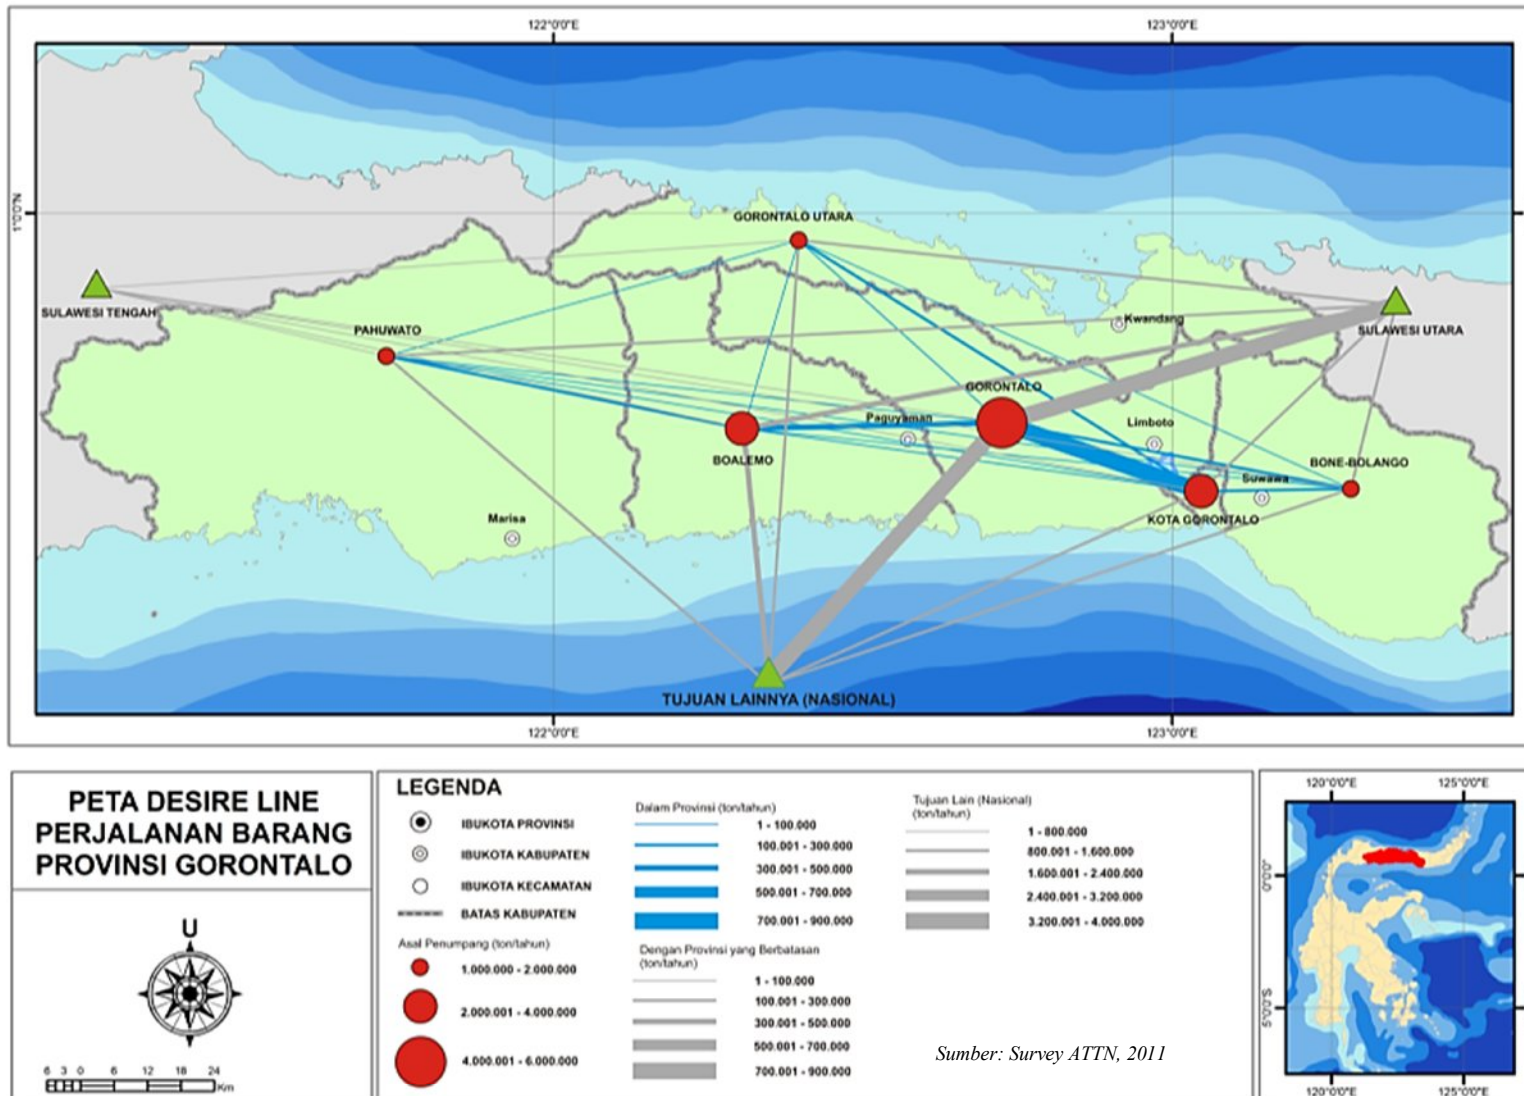 122°0'0"E
123°0'0"E
1°0'0"N
GORONTALO UTARA
SULAWESI TENGAH
Kwandang
SULAWESI UTARA
PAHUWATO
GORONTALO
Paguyaman
Limboto
BOALEMO
BONE-BOLANGO
Suwawa
KOTA GORONTALO
Marisa
TUJUAN LAINNYA (NASIONAL)
122°0'0"E
123°0'0"E
PETA DESIRE LINE
PERJALANAN BARANG
PROVINSI GORONTALO
U
6 3 0 6 12 18 24
Km
LEGENDA
IBUKOTA PROVINSI
IBUKOTA KABUPATEN
IBUKOTA KECAMATAN
BATAS KABUPATEN
Asal Penumpang (ton/tahun)
1.000.000 - 2.000.000
2.000.001 - 4.000.000
4.000.001 - 6.000.000
Dalam Provinsi (ton/tahun)
1 - 100.000
100.001 - 300.000
300.001 - 500.000
500.001 - 700.000
700.001 - 900.000
Dengan Provinsi yang Berbatasan
(ton/tahun)
1 - 100.000
100.001 - 300.000
300.001 - 500.000
500.001 - 700.000
700.001 - 900.000
Tujuan Lain (Nasional)
(ton/tahun)
1 - 800.000
800.001 - 1.600.000
1.600.001 - 2.400.000
2.400.001 - 3.200.000
3.200.001 - 4.000.000
Sumber: Survey ATTN, 2011
120°0'0"E
125°0'0"E
0°0'0"
5°0'0"S
120°0'0"E
125°0'0"E